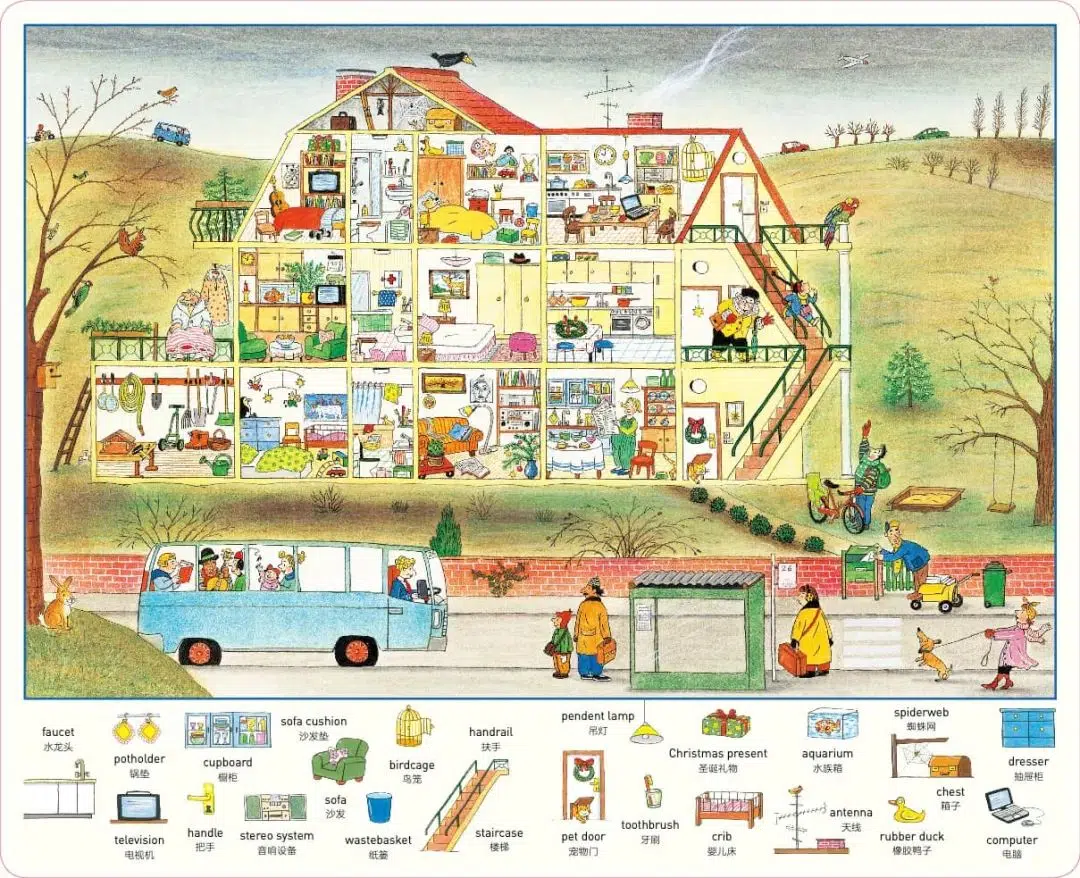 26
faucet
水龙头
potholder
锅垫
cupboard
橱柜
sofa cushion
沙发垫
birdcage
鸟笼
handrail
扶手
pendent lamp
吊灯
Christmas present
圣诞礼物
aquarium
水族箱
spiderweb
蜘蛛网
dresser
抽屉柜
television
电视机
handle
把手
stereo system
音响设备
sofa
沙发
wastebasket
纸篓
staircase
楼梯
pet door
宠物门
toothbrush
牙刷
crib
婴儿床
antenna
天线
rubber duck
橡胶鸭子
chest
箱子
computer
电脑